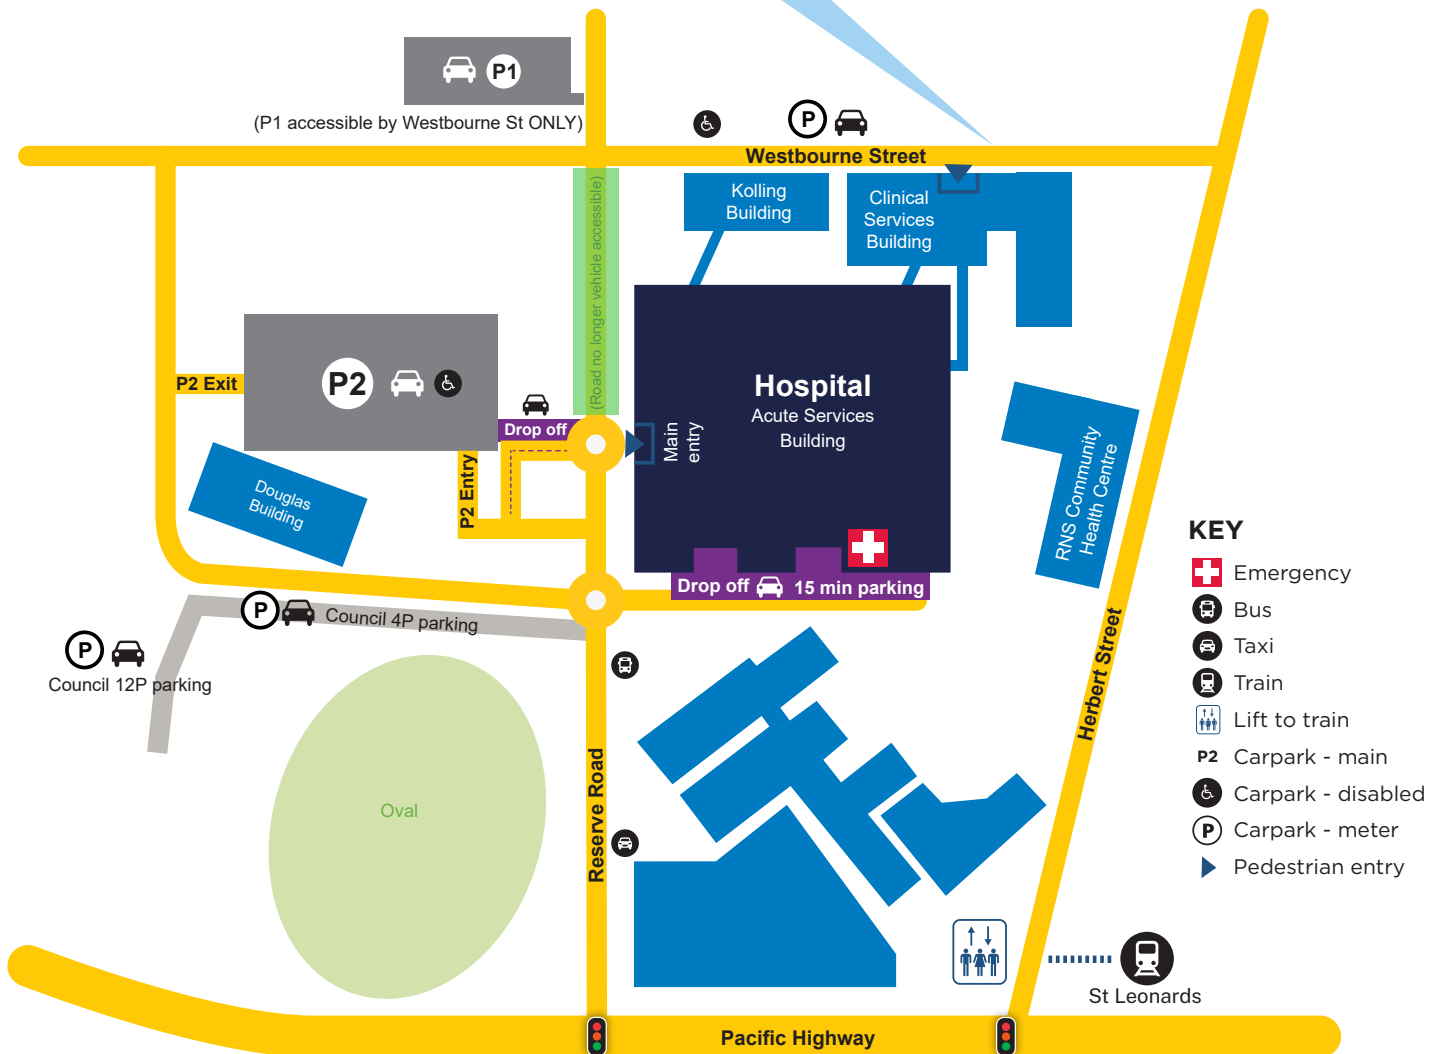 P1
(P1 accessible by Westbourne St ONLY)
P
Westbourne Street
Kolling
Building
Clinical
Services
Building
(Road no longer vehicle accessible)
P2 Exit
P2
Drop off
P2 Entry
Main
entry
Hospital
Acute Services
Building
Douglas
Building
RNS Community
Health Centre
Drop off
15 min parking
P
Council 4P parking
P
Council 12P parking
Oval
Reserve Road
Herbert Street
KEY
Emergency
Bus
Taxi
Train
Lift to train
P2 Carpark - main
Carpark - disabled
P Carpark - meter
Pedestrian entry
St Leonards
Pacific Highway